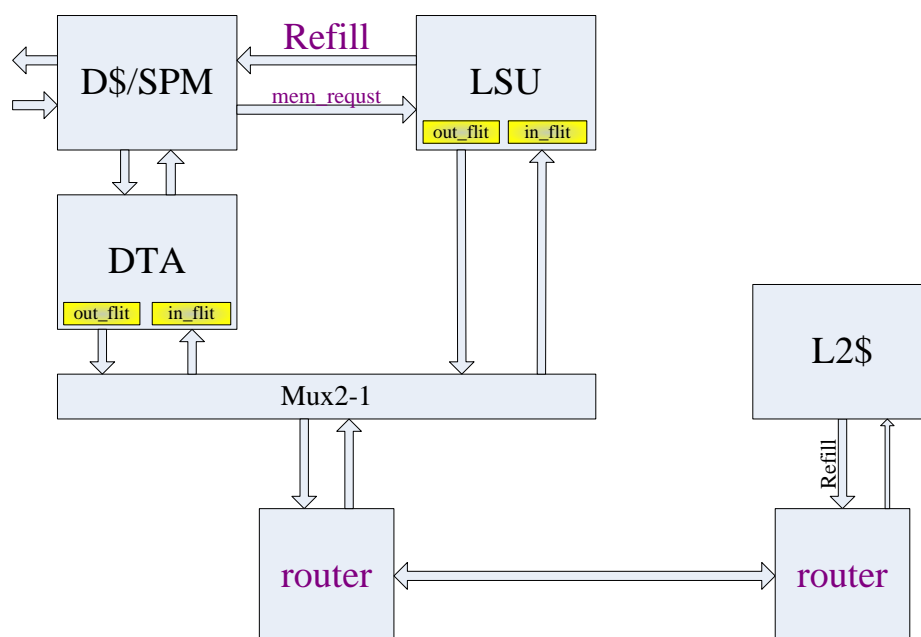 Refill
D$/SPM
LSU
mem_requst
out_flit
in_flit
DTA
out_flit
in_flit
L2$
Mux2-1
Refill
router
router